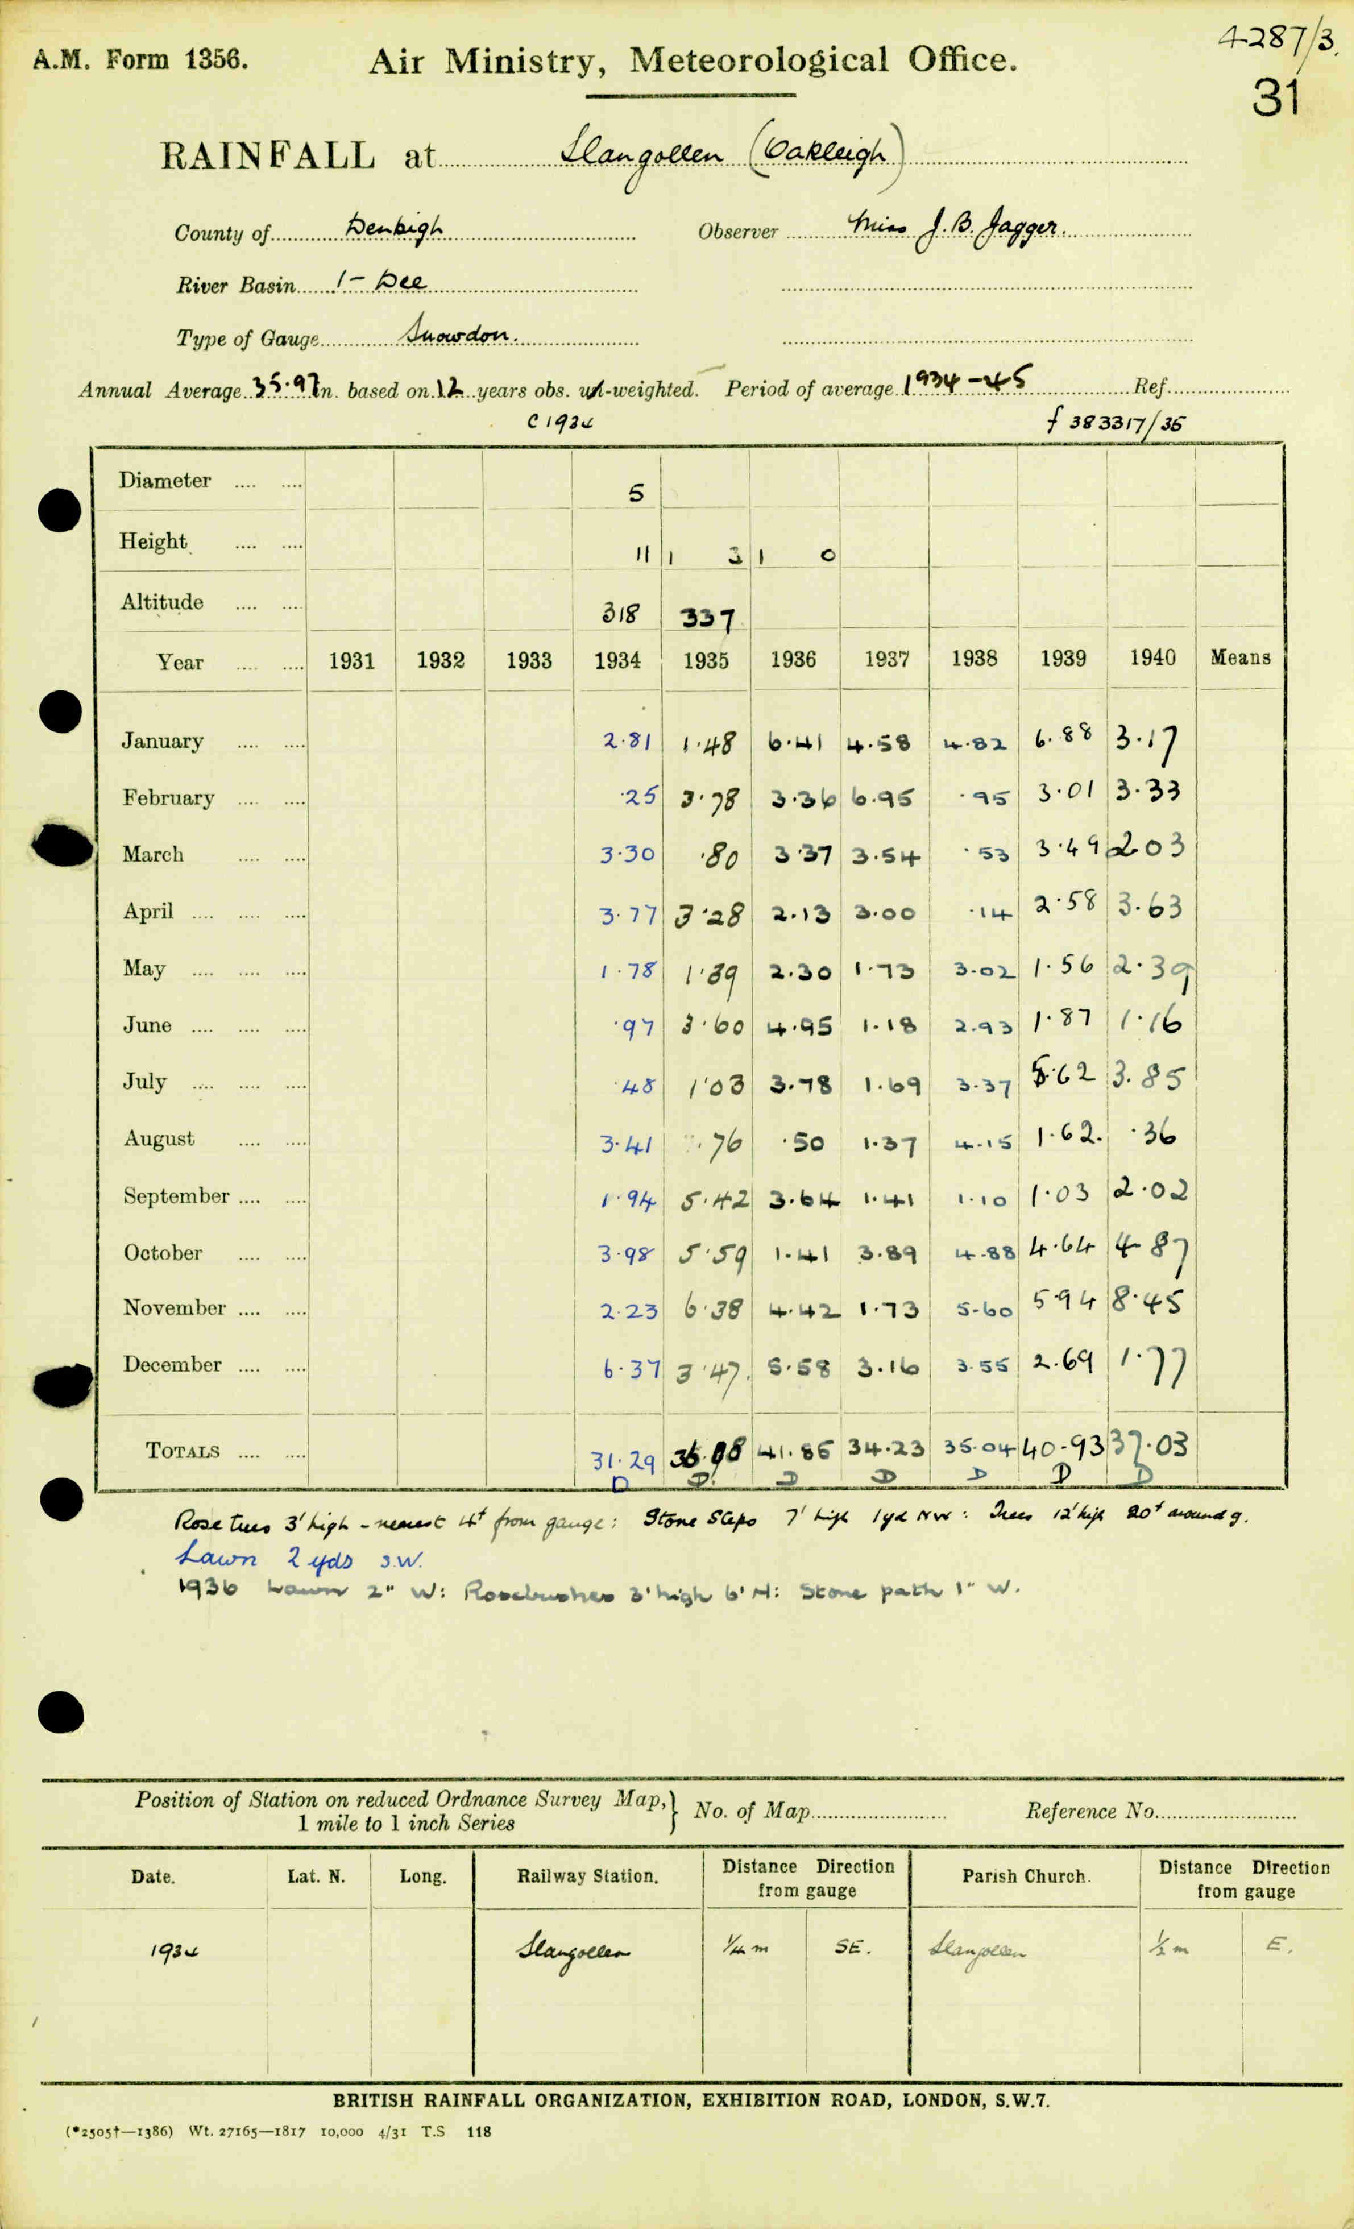 4287/3.
A.M. Form 1356. Air Ministry, Meteorological Office.
31
RAINFALL at Llangollen (Oakleigh)
County of Denbigh Observer Miss J. B. Jagger.
River Basin 1 - Dee
Type of Gauge Snowdon.
Annual Average 35.97 in. based on 12 years obs. -weighted. Period of average 1934-45 Ref.
C 1934 f 383317/35
Diameter 5
Height 11 1 3 1 0
Altitude 318 337
Year 1931 1932 1933 1934 1935 1936 1937 1938 1939 1940 Means
January 2.81 1.48 6.41 4.58 4.82 6.88 3.17
February .25 3.78 3.36 6.95 .95 3.01 3.33
March 3.30 .80 3.37 3.54 .53 3.49 2 03
April 3.77 3.28 2.13 3.00 .14 2.58 3.63
May 1.78 1.39 2.30 1.73 3.02 1.56 2.39
June .97 3.60 4.95 1.18 2.93 1.87 1.16
July .48 1.03 3.78 1.69 3.37 5.62 3.85
August 3.41 .76 .50 1.37 4.15 1.62. .36
September 1.94 5.42 3.64 1.41 1.10 1.03 2.02
October 3.98 5.59 1.41 3.89 4.88 4.64 4 87
November 2.23 6.38 4.42 1.73 5.60 5.94 8.45
December 6.37 3.47. 5.58 3.16 3.55 2.69 1.77
TOTALS 31.29 36.98 41.85 34.23 35.04 40.93 37.03
D D. D D D D D
Rose trees 3' high - nearest 4ft from gauge: Stone Steps 7' high 1yd NW: Trees 12' high 20ft around g.
Lawn 2 yds S.W.
1936 Lawn 2" W: Rosebushes 3' high 6' N: Stone path 1" W.
Position of Station on reduced Ordnance Survey Map, 1 mile to 1 inch Series } No. of Map Reference No.
Date. Lat. N. Long. Railway Station. Distance Direction from gauge Parish Church. Distance Direction from gauge
1934 Llangollen 1/4 m SE. Llangollen 1/2 m E.
BRITISH RAINFALL ORGANIZATION, EXHIBITION ROAD, LONDON, S.W.7.
(*2505†—1386) Wt. 27165—1817 10,000 4/31 T.S 118